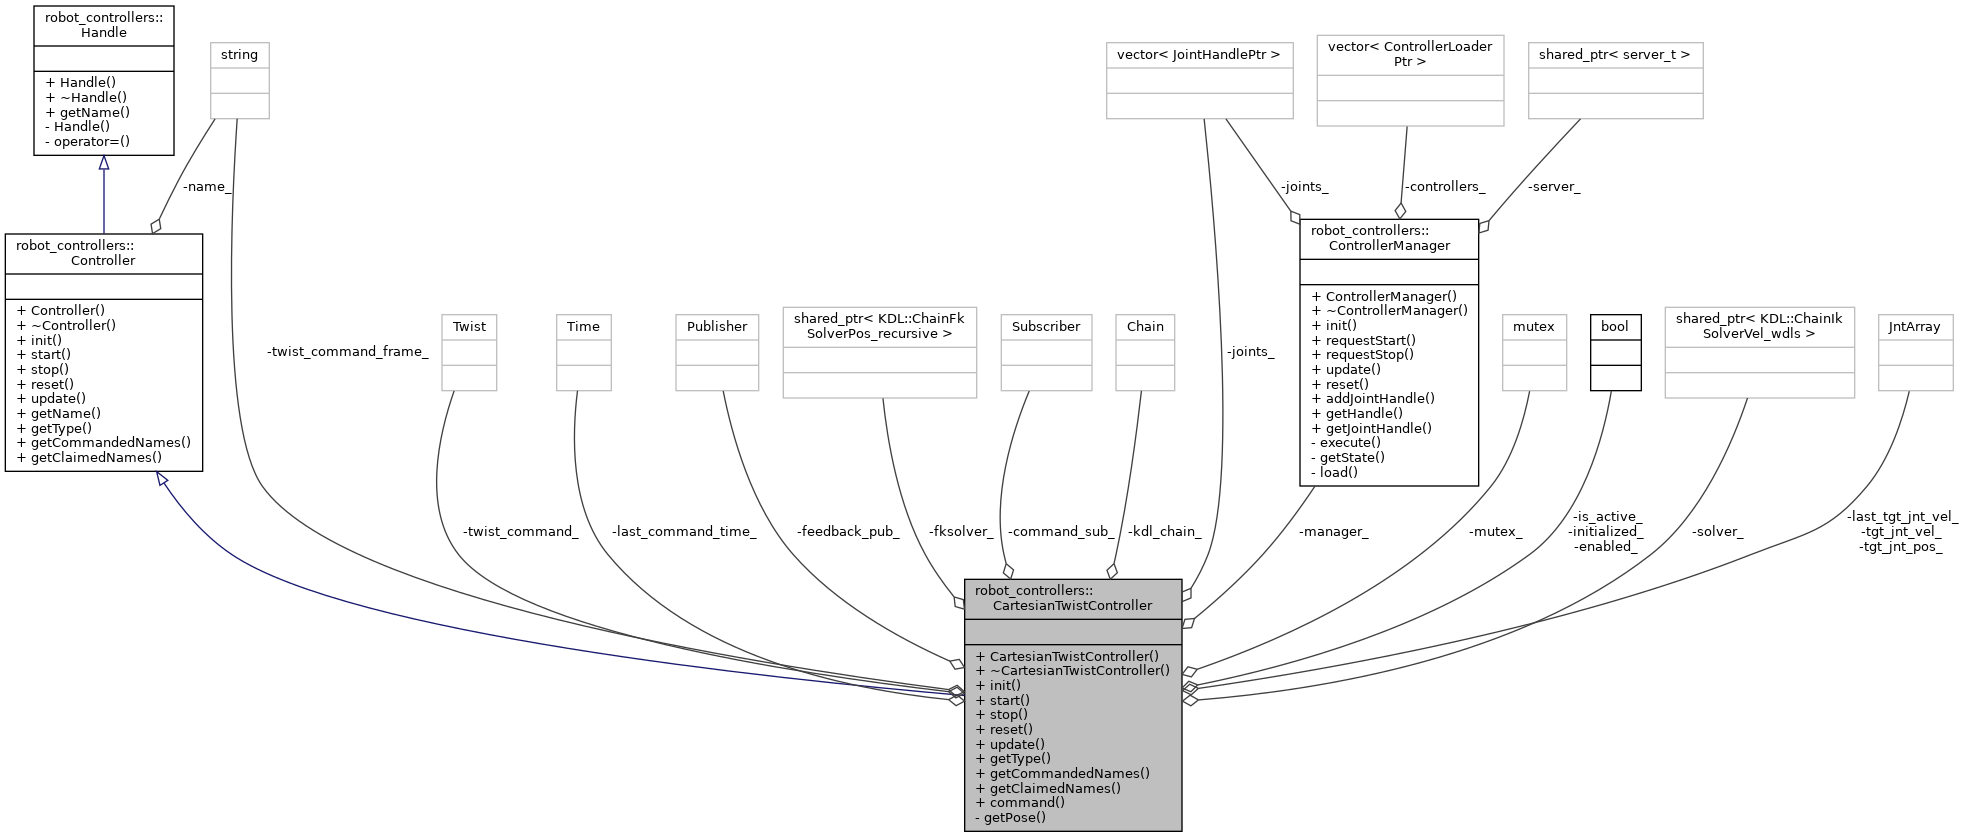 robot_controllers::
Handle
+ Handle()
+ ~Handle()
+ getName()
- Handle()
- operator=()
string
vector< JointHandlePtr >
vector< ControllerLoader
Ptr >
shared_ptr< server_t >
-name_
-joints_
-controllers_
-server_
robot_controllers::
Controller
+ Controller()
+ ~Controller()
+ init()
+ start()
+ stop()
+ reset()
+ update()
+ getName()
+ getType()
+ getCommandedNames()
+ getClaimedNames()
robot_controllers::
ControllerManager
+ ControllerManager()
+ ~ControllerManager()
+ init()
+ requestStart()
+ requestStop()
+ update()
+ reset()
+ addJointHandle()
+ getHandle()
+ getJointHandle()
- execute()
- getState()
- load()
-twist_command_frame_
Twist
Time
Publisher
shared_ptr< KDL::ChainFk
SolverPos_recursive >
Subscriber
Chain
-joints_
mutex
bool
shared_ptr< KDL::ChainIk
SolverVel_wdls >
JntArray
-twist_command_
-last_command_time_
-feedback_pub_
-fksolver_
-command_sub_
-kdl_chain_
-manager_
-mutex_
-is_active_
-initialized_
-enabled_
-solver_
-last_tgt_jnt_vel_
-tgt_jnt_vel_
-tgt_jnt_pos_
robot_controllers::
CartesianTwistController
+ CartesianTwistController()
+ ~CartesianTwistController()
+ init()
+ start()
+ stop()
+ reset()
+ update()
+ getType()
+ getCommandedNames()
+ getClaimedNames()
+ command()
- getPose()